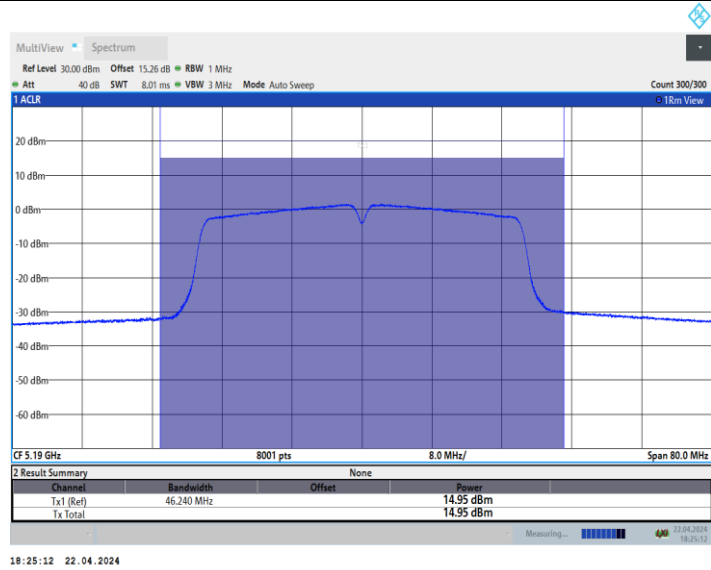 R S
MultiView Spectrum
Ref Level 30.00 dBm Offset 15.26 dB RBW 1 MHz
Att 40 dB SWT 8.01 ms VBW 3 MHz Mode Auto Sweep Count 300/300
1 ACLR 1Rm View
20 dBm
10 dBm
0 dBm
-10 dBm
-20 dBm
-30 dBm
-40 dBm
-50 dBm
-60 dBm
CF 5.19 GHz 8001 pts 8.0 MHz/ Span 80.0 MHz
2 Result Summary None
Channel Bandwidth Offset Power
Tx1 (Ref) 46.240 MHz 14.95 dBm
Tx Total 14.95 dBm
Measuring... 22.04.2024
18:25:12
18:25:12 22.04.2024